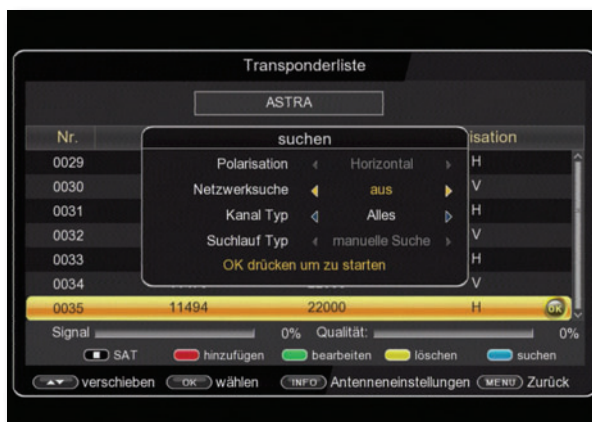 Transponderliste
ASTRA
Nr. isation
suchen
0029 Polarisation Horizontal H
0030 Netzwerksuche aus V
0031 Kanal Typ Alles H
0032 Suchlauf Typ manuelle Suche V
0033 OK drücken um zu starten H
0034 V
0035 11494 22000 H OK
Signal 0% Qualität: 0%
SAT hinzufügen bearbeiten löschen suchen
verschieben OK wählen INFO Antenneneinstellungen MENU Zurück